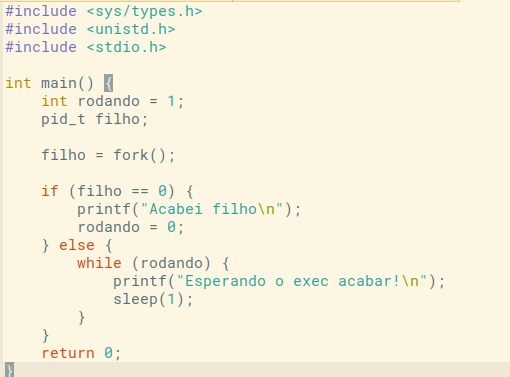 #include <sys/types.h>
#include <unistd.h>
#include <stdio.h>

int main() {
    int rodando = 1;
    pid_t filho;

    filho = fork();

    if (filho == 0) {
        printf("Acabei filho\n");
        rodando = 0;
    } else {
        while (rodando) {
            printf("Esperando o exec acabar!\n");
            sleep(1);
        }
    }
    return 0;
}